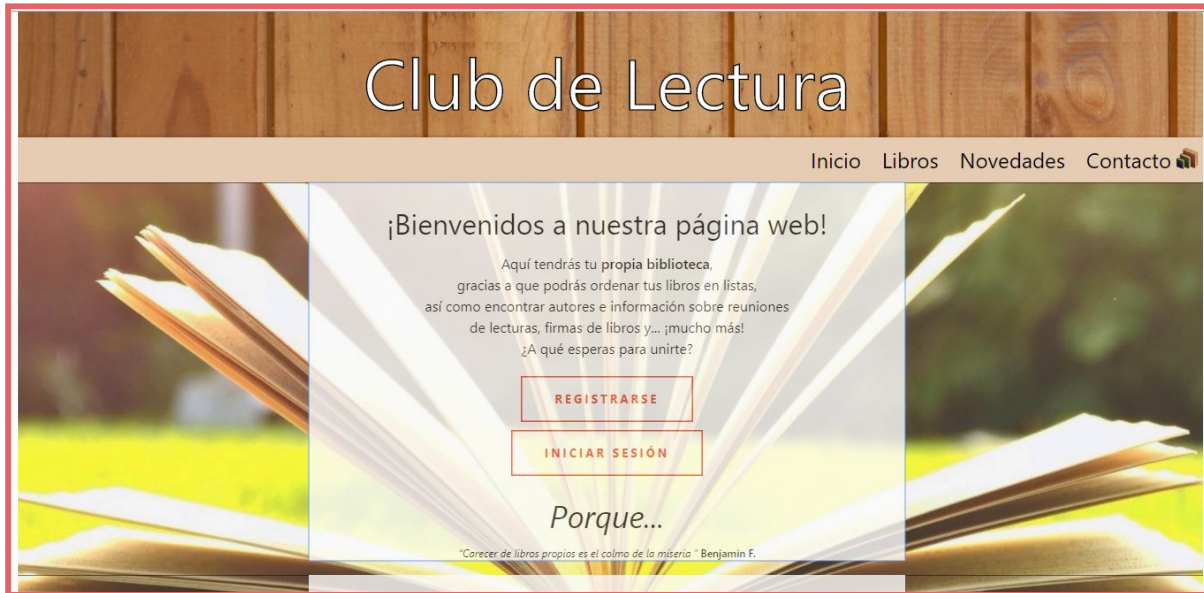 Club de Lectura
Inicio Libros Novedades Contacto
¡Bienvenidos a nuestra página web!
Aquí tendrás tu propia biblioteca,
gracias a que podrás ordenar tus libros en listas,
así como encontrar autores e información sobre reuniones
de lecturas, firmas de libros y... ¡mucho más!
¿A qué esperas para unirte?
REGISTRARSE
INICIAR SESIÓN
Porque...
"Carecer de libros propios es el colmo de la miseria " Benjamin F.